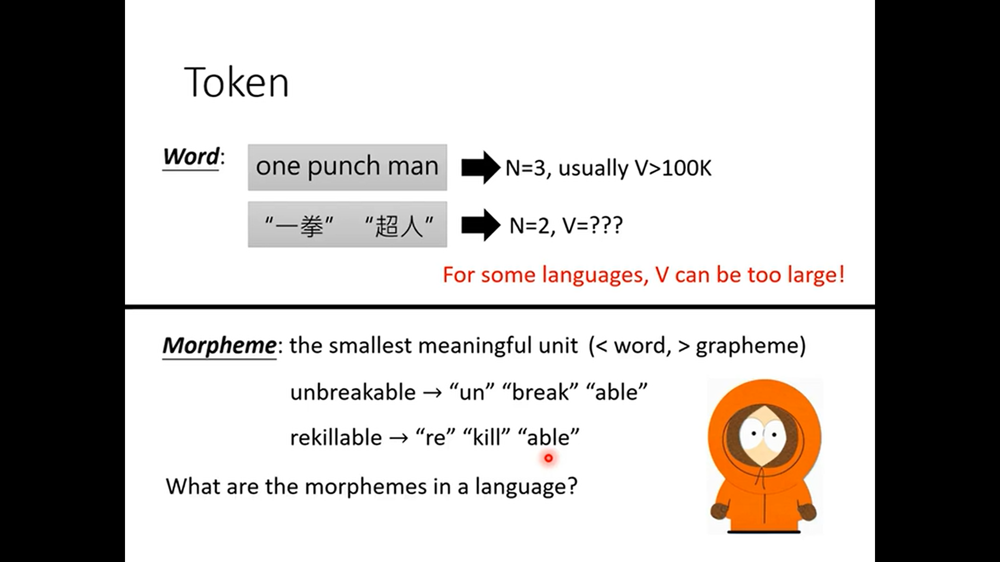 Token
Word: one punch man N=3, usually V>100K
“一拳” “超人” N=2, V=???
For some languages, V can be too large!
Morpheme: the smallest meaningful unit (< word, > grapheme)
unbreakable → “un” “break” “able”
rekillable → “re” “kill” “able”
What are the morphemes in a language?